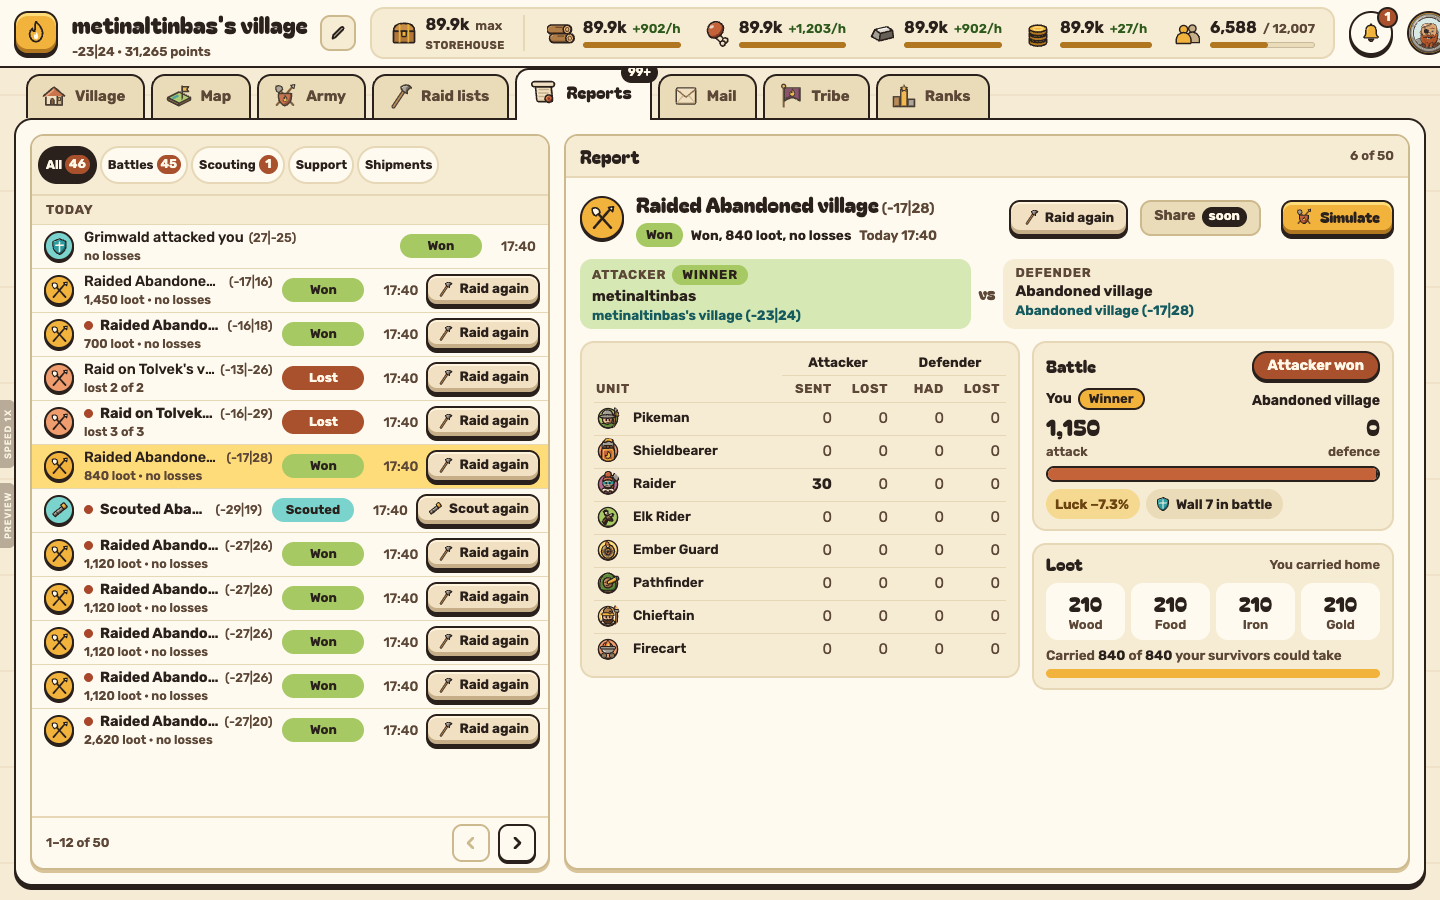 metinaltinbas's village
-23|24 • 31,265 points
89.9k max
STOREHOUSE
89.9k +902/h
89.9k +1,203/h
89.9k +902/h
89.9k +27/h
6,588 / 12,007
1
Village
Map
Army
Raid lists
Reports
99+
Mail
Tribe
Ranks
All 46
Battles 45
Scouting 1
Support
Shipments
TODAY
Grimwald attacked you (27|-25)
no losses
Won
17:40
Raided Abandone... (-17|16)
1,450 loot • no losses
Won
17:40
Raid again
Raided Abando... (-16|18)
700 loot • no losses
Won
17:40
Raid again
Raid on Tolvek's v... (-13|-26)
lost 2 of 2
Lost
17:40
Raid again
Raid on Tolvek... (-16|-29)
lost 3 of 3
Lost
17:40
Raid again
Raided Abandone... (-17|28)
840 loot • no losses
Won
17:40
Raid again
Scouted Aba... (-29|19)
Scouted
17:40
Scout again
Raided Abando... (-27|26)
1,120 loot • no losses
Won
17:40
Raid again
Raided Abando... (-27|26)
1,120 loot • no losses
Won
17:40
Raid again
Raided Abando... (-27|26)
1,120 loot • no losses
Won
17:40
Raid again
Raided Abando... (-27|26)
1,120 loot • no losses
Won
17:40
Raid again
Raided Abando... (-27|20)
2,620 loot • no losses
Won
17:40
Raid again
1–12 of 50
SPEED 1X
PREVIEW
Report
6 of 50
Raided Abandoned village (-17|28)
Won Won, 840 loot, no losses Today 17:40
Raid again
Share soon
Simulate
ATTACKER WINNER
metinaltinbas
metinaltinbas's village (-23|24)
vs
DEFENDER
Abandoned village
Abandoned village (-17|28)
Attacker Defender
UNIT SENT LOST HAD LOST
Pikeman 0 0 0 0
Shieldbearer 0 0 0 0
Raider 30 0 0 0
Elk Rider 0 0 0 0
Ember Guard 0 0 0 0
Pathfinder 0 0 0 0
Chieftain 0 0 0 0
Firecart 0 0 0 0
Battle
Attacker won
You Winner
Abandoned village
1,150 0
attack defence
Luck −7.3%
Wall 7 in battle
Loot
You carried home
210 210 210 210
Wood Food Iron Gold
Carried 840 of 840 your survivors could take